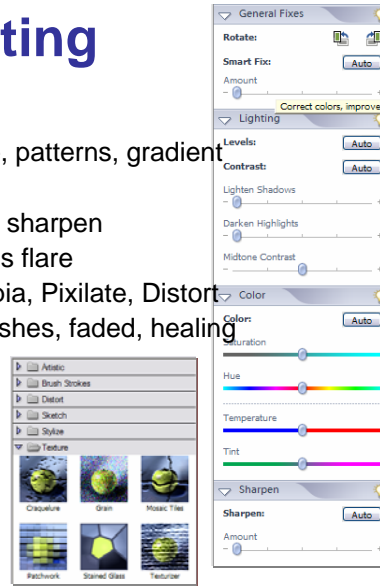 ting
, patterns, gradient
sharpen
s flare
oia, Pixilate, Distort
shes, faded, healing
Artistic
Brush Strokes
Distort
Sketch
Stylize
Texture
Craquelure
Grain
Mosaic Tiles
Patchwork
Stained Glass
Texturizer
General Fixes
Rotate:
Smart Fix:
Auto
Amount
Correct colors, improve
Lighting
Levels:
Auto
Contrast:
Auto
Lighten Shadows
Darken Highlights
Midtone Contrast
Color
Color:
Auto
Saturation
Hue
Temperature
Tint
Sharpen
Sharpen:
Auto
Amount